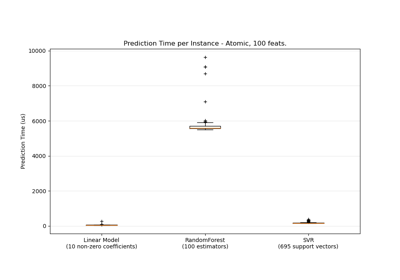 Prediction Time per Instance - Atomic, 100 feats.
10000
8000
6000
4000
2000
0
Prediction Time (us)
Linear Model
(10 non-zero coefficients)
RandomForest
(100 estimators)
SVR
(695 support vectors)